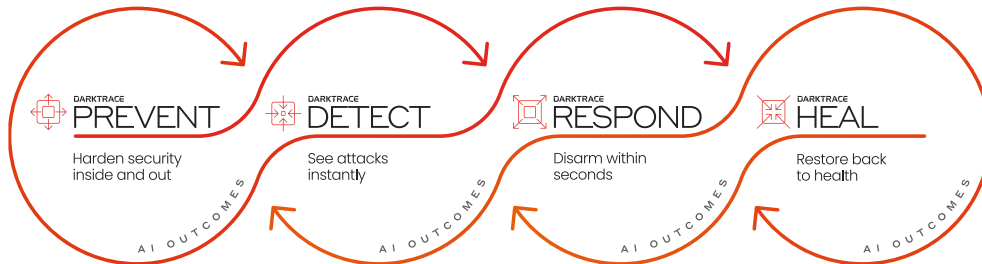 DARKTRACE
PREVENT
Harden security
inside and out
AI OUTCOMES
DARKTRACE
DETECT
See attacks
instantly
AI OUTCOMES
DARKTRACE
RESPOND
Disarm within
seconds
AI OUTCOMES
DARKTRACE
HEAL
Restore back
to health
AI OUTCOMES